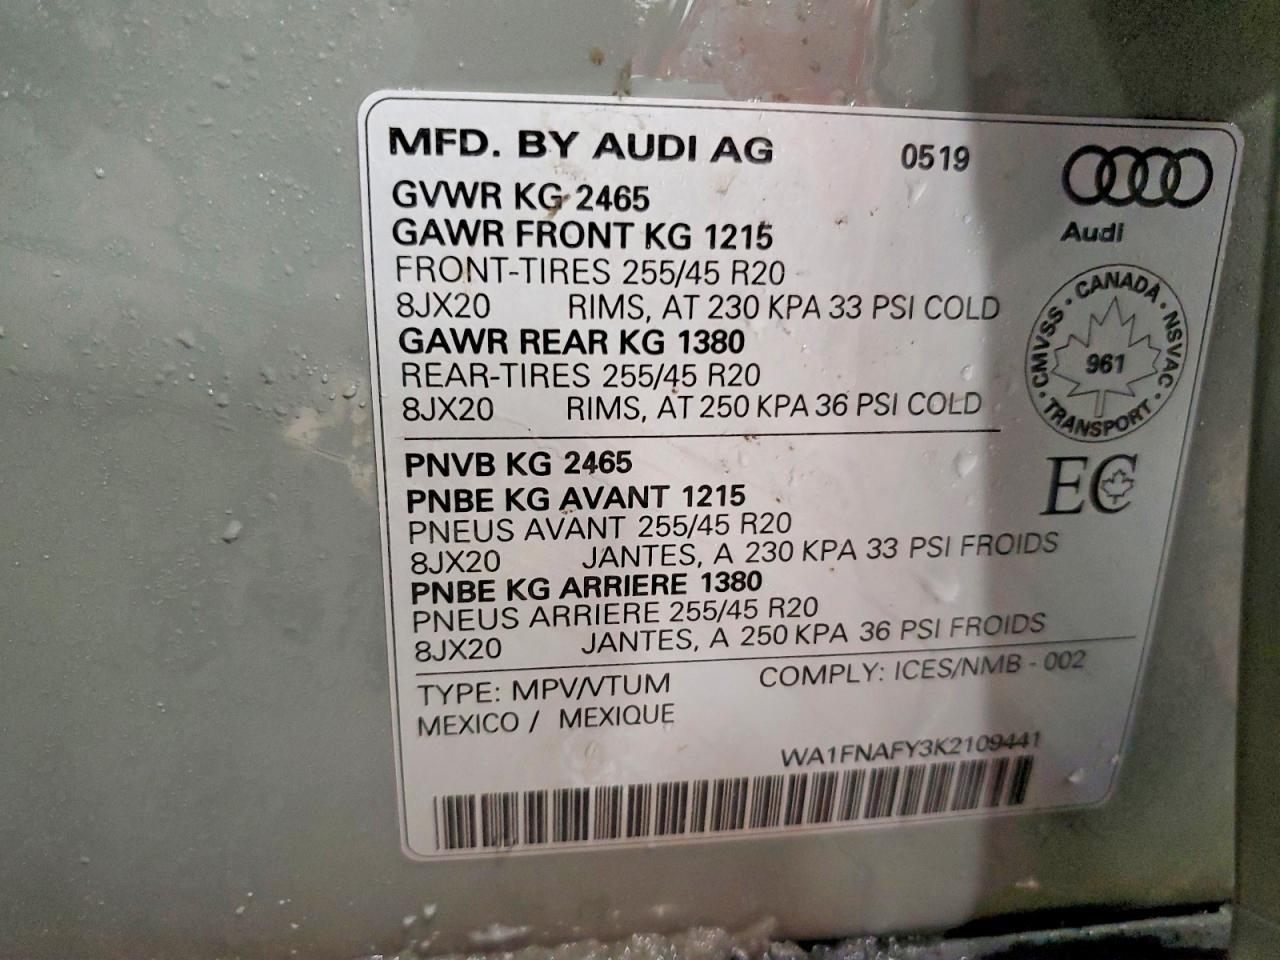 MFD. BY AUDI AG 0519
GVWR KG 2465
GAWR FRONT KG 1215
Audi
FRONT-TIRES 255/45 R20
8JX20 RIMS, AT 230 KPA 33 PSI COLD
GAWR REAR KG 1380
REAR-TIRES 255/45 R20
8JX20 RIMS, AT 250 KPA 36 PSI COLD
· CANADA · NSVAC · TRANSPORT · CMVSS
961
PNVB KG 2465
PNBE KG AVANT 1215
EC
PNEUS AVANT 255/45 R20
8JX20 JANTES, A 230 KPA 33 PSI FROIDS
PNBE KG ARRIERE 1380
PNEUS ARRIERE 255/45 R20
8JX20 JANTES, A 250 KPA 36 PSI FROIDS
TYPE: MPV/VTUM COMPLY: ICES/NMB - 002
MEXICO / MEXIQUE
WA1FNAFY3K2109441